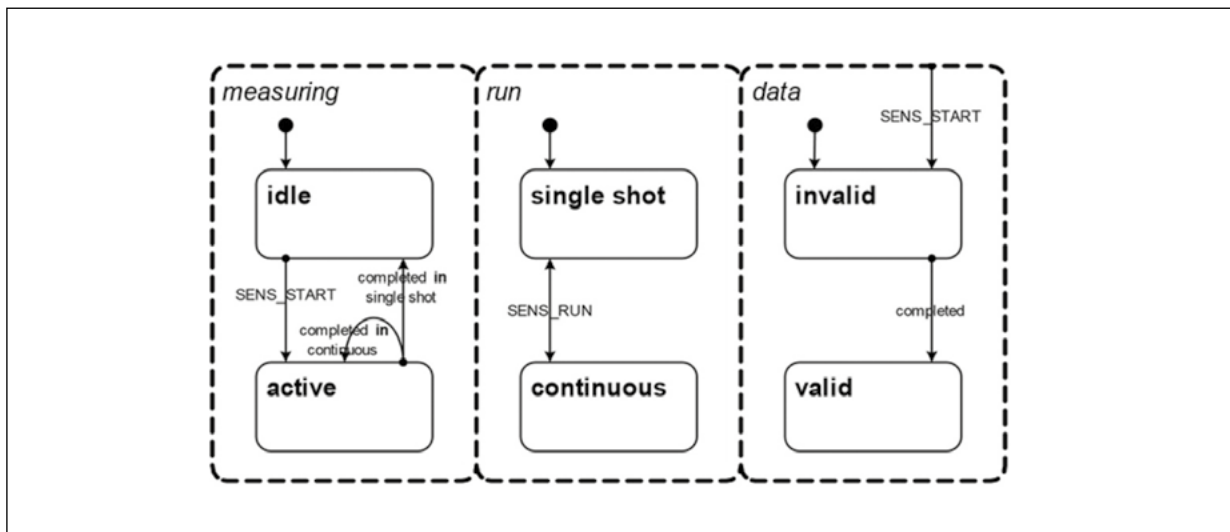 measuring
run
data
SENS_START
idle
single shot
invalid
SENS_START
completed in
single shot
SENS_RUN
completed
completed in
continuous
active
continuous
valid